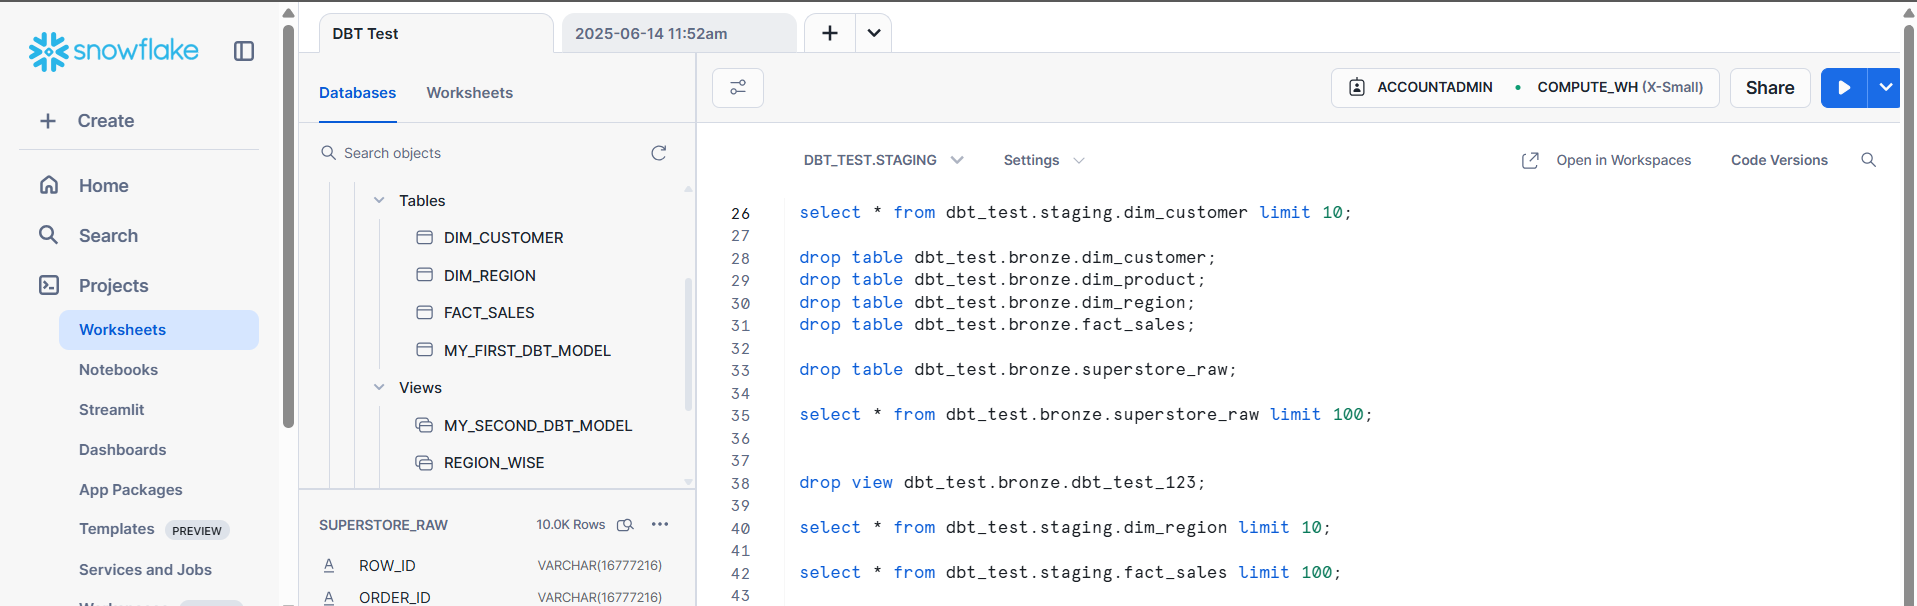 snowflake
Create
Home
Search
Projects
Worksheets
Notebooks
Streamlit
Dashboards
App Packages
Templates PREVIEW
Services and Jobs
DBT Test
2025-06-14 11:52am
Databases Worksheets
Search objects
Tables
DIM_CUSTOMER
DIM_REGION
FACT_SALES
MY_FIRST_DBT_MODEL
Views
MY_SECOND_DBT_MODEL
REGION_WISE
SUPERSTORE_RAW 10.0K Rows
A ROW_ID VARCHAR(16777216)
A ORDER_ID VARCHAR(16777216)
ACCOUNTADMIN COMPUTE_WH (X-Small) Share
DBT_TEST.STAGING Settings Open in Workspaces Code Versions
26 select * from dbt_test.staging.dim_customer limit 10;
27
28 drop table dbt_test.bronze.dim_customer;
29 drop table dbt_test.bronze.dim_product;
30 drop table dbt_test.bronze.dim_region;
31 drop table dbt_test.bronze.fact_sales;
32
33 drop table dbt_test.bronze.superstore_raw;
34
35 select * from dbt_test.bronze.superstore_raw limit 100;
36
37
38 drop view dbt_test.bronze.dbt_test_123;
39
40 select * from dbt_test.staging.dim_region limit 10;
41
42 select * from dbt_test.staging.fact_sales limit 100;
43